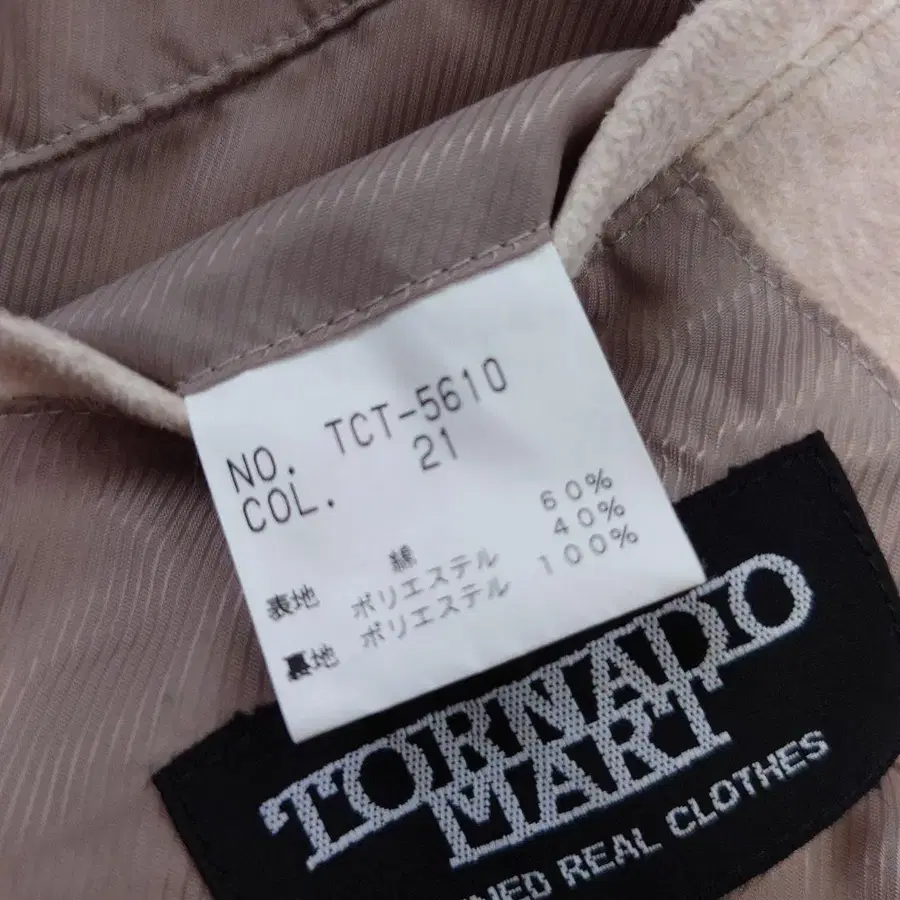 NO. TCT-5610
COL. 21
表地 綿 60%
ポリエステル 40%
裏地 ポリエステル 100%
TORNADO
MART
REAL CLOTHES